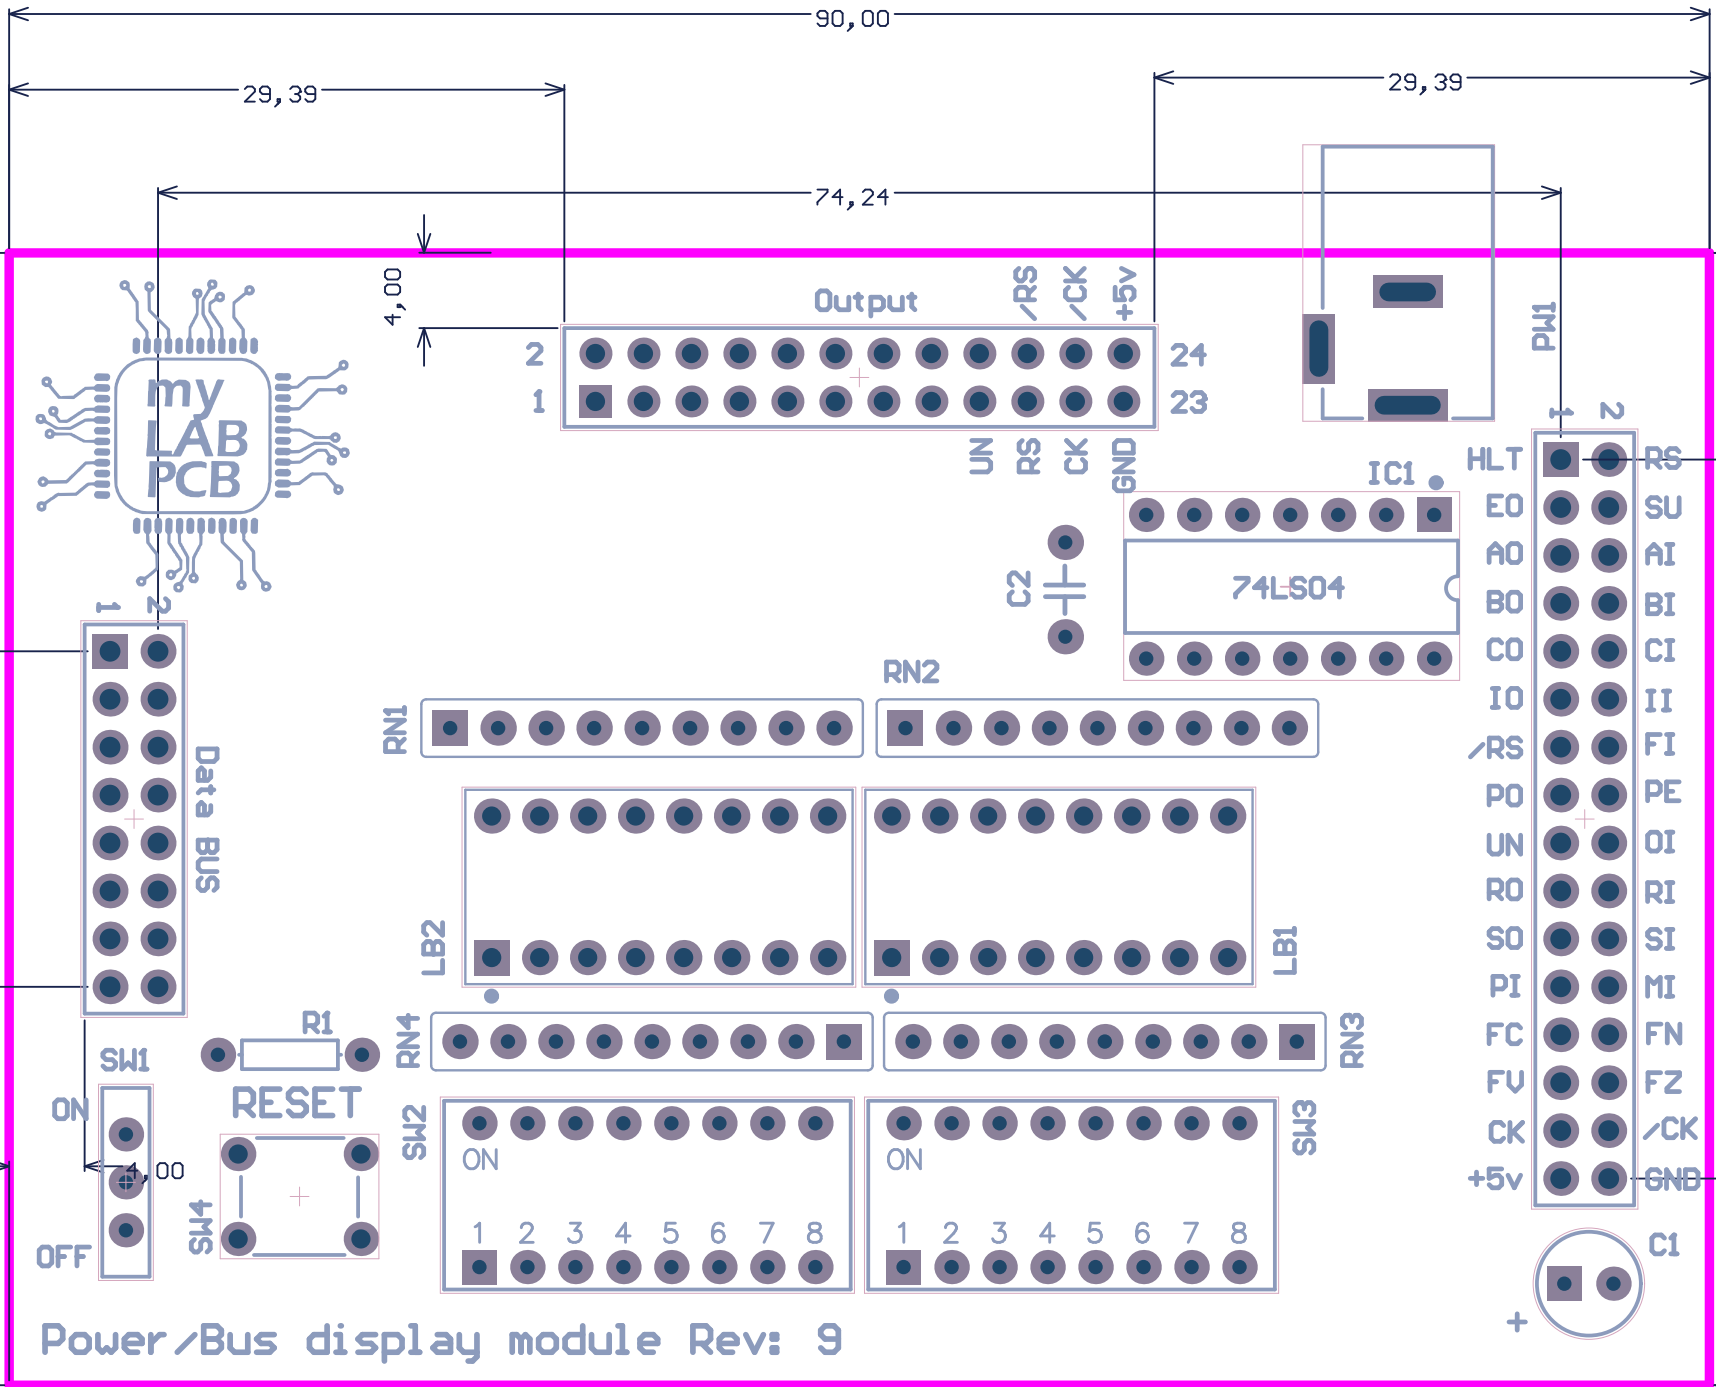 90,00
29,39
29,39
74,24
4,00
Output
/RS
/CK
+5v
PW1
2
24
1
23
my
LAB
PCB
UN
RS
CK
GND
IC1
1
2
HLT RS
EO SU
AO AI
BO BI
CO CI
IO II
/RS FI
PO PE
UN OI
RO RI
SO SI
PI MI
FC FN
FV FZ
CK /CK
+5v GND
C2
74LS04
1
2
RN2
RN1
Data BUS
LB2
LB1
R1
RN4
RN3
SW1
RESET
ON
SW2
SW3
ON
ON
4,00
SW4
1 2 3 4 5 6 7 8
1 2 3 4 5 6 7 8
OFF
C1
+
Power/Bus display module Rev: 9